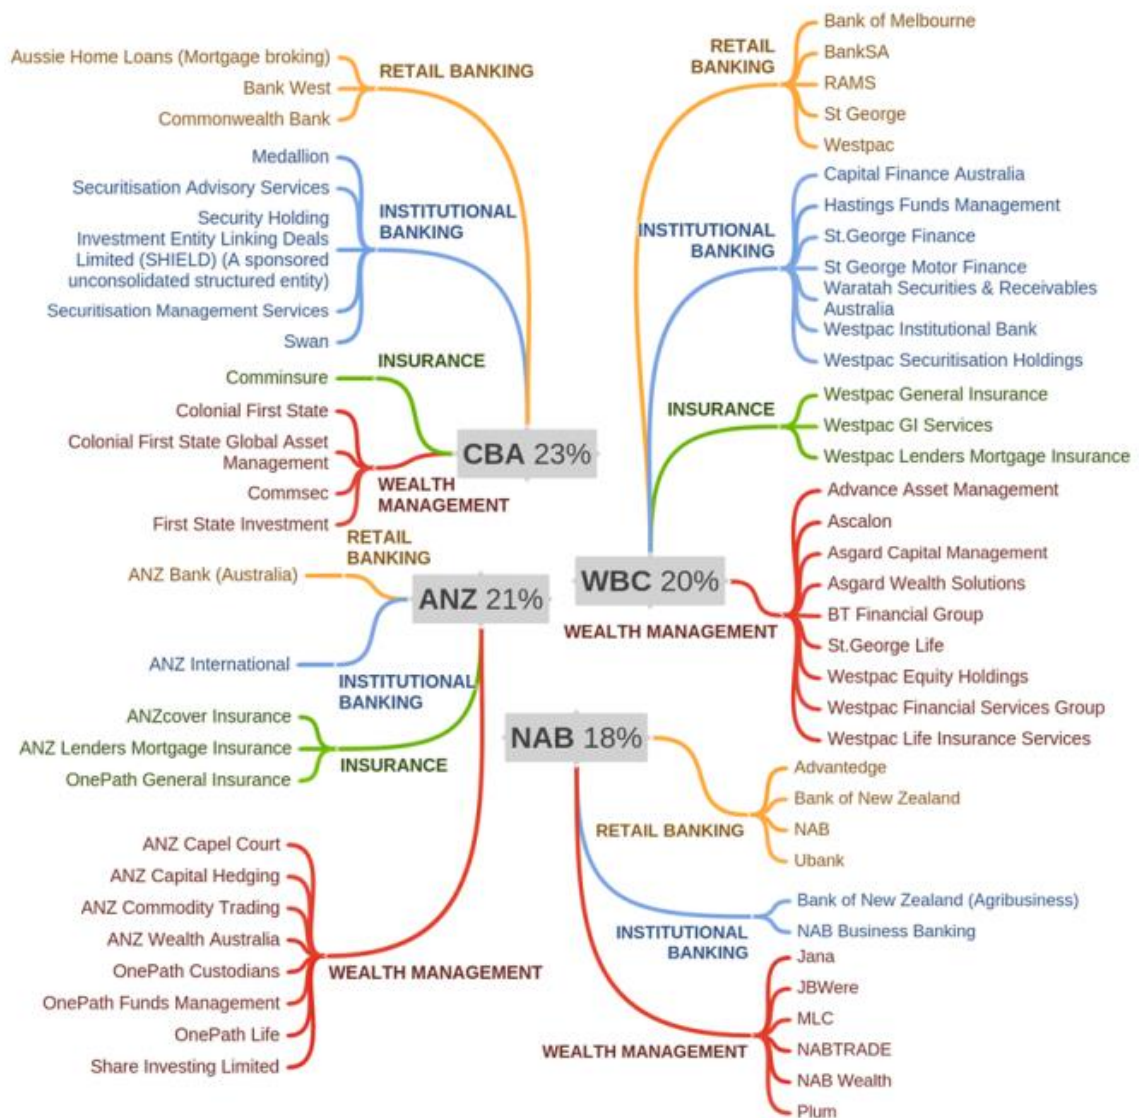 Aussie Home Loans (Mortgage broking)
Bank West
Commonwealth Bank
RETAIL BANKING
Medallion
Securitisation Advisory Services
Security Holding
Investment Entity Linking Deals
Limited (SHIELD) (A sponsored
unconsolidated structured entity)
Securitisation Management Services
Swan
INSTITUTIONAL
BANKING
Comminsure
INSURANCE
Colonial First State
Colonial First State Global Asset
Management
Commsec
First State Investment
WEALTH
MANAGEMENT
CBA 23%
RETAIL
BANKING
Bank of Melbourne
BankSA
RAMS
St George
Westpac
INSTITUTIONAL
BANKING
Capital Finance Australia
Hastings Funds Management
St.George Finance
St George Motor Finance
Waratah Securities & Receivables
Australia
Westpac Institutional Bank
Westpac Securitisation Holdings
INSURANCE
Westpac General Insurance
Westpac GI Services
Westpac Lenders Mortgage Insurance
WBC 20%
WEALTH MANAGEMENT
Advance Asset Management
Ascalon
Asgard Capital Management
Asgard Wealth Solutions
BT Financial Group
St.George Life
Westpac Equity Holdings
Westpac Financial Services Group
Westpac Life Insurance Services
RETAIL
BANKING
ANZ Bank (Australia)
ANZ 21%
ANZ International
INSTITUTIONAL
BANKING
ANZcover Insurance
ANZ Lenders Mortgage Insurance
OnePath General Insurance
INSURANCE
ANZ Capel Court
ANZ Capital Hedging
ANZ Commodity Trading
ANZ Wealth Australia
OnePath Custodians
OnePath Funds Management
OnePath Life
Share Investing Limited
WEALTH MANAGEMENT
NAB 18%
RETAIL BANKING
Advantedge
Bank of New Zealand
NAB
Ubank
INSTITUTIONAL
BANKING
Bank of New Zealand (Agribusiness)
NAB Business Banking
WEALTH MANAGEMENT
Jana
JBWere
MLC
NABTRADE
NAB Wealth
Plum